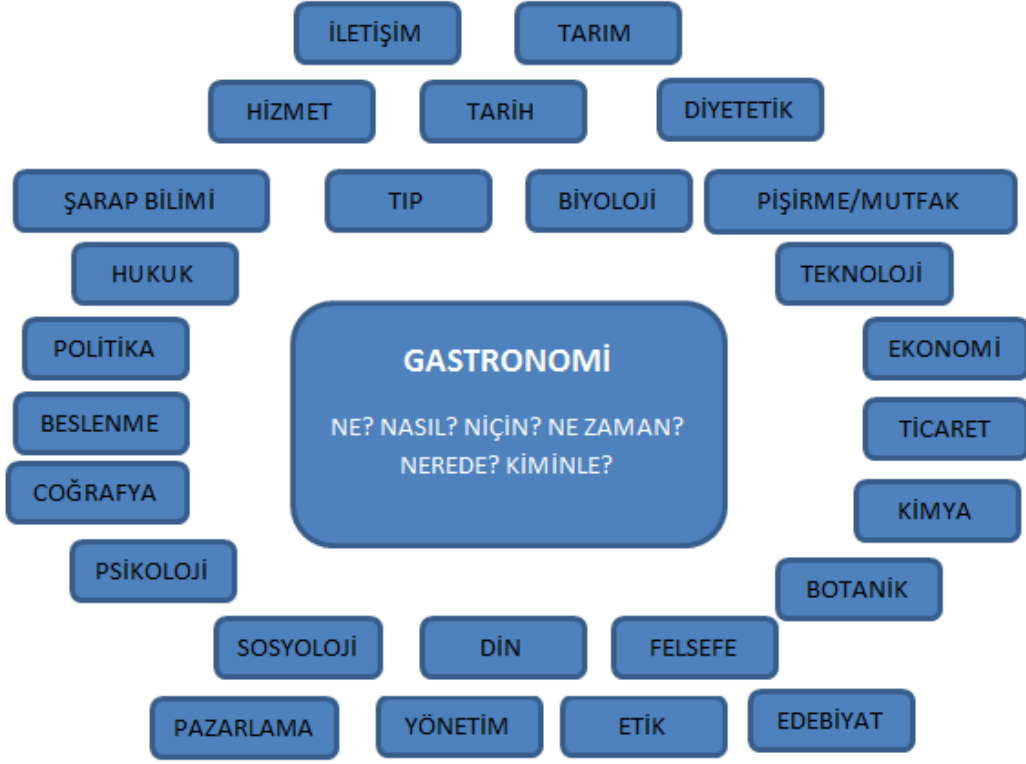 İLETİŞİM
TARIM
HİZMET
TARİH
DİYETETİK
ŞARAP BİLİMİ
TIP
BİYOLOJİ
PİŞİRME/MUTFAK
HUKUK
TEKNOLOJİ
POLİTİKA
GASTRONOMİ
EKONOMİ
BESLENME
NE? NASIL? NİÇİN? NE ZAMAN?
NEREDE? KİMİNLE?
TİCARET
COĞRAFYA
KİMYA
PSİKOLOJİ
BOTANİK
SOSYOLOJİ
DİN
FELSEFE
PAZARLAMA
YÖNETİM
ETİK
EDEBİYAT